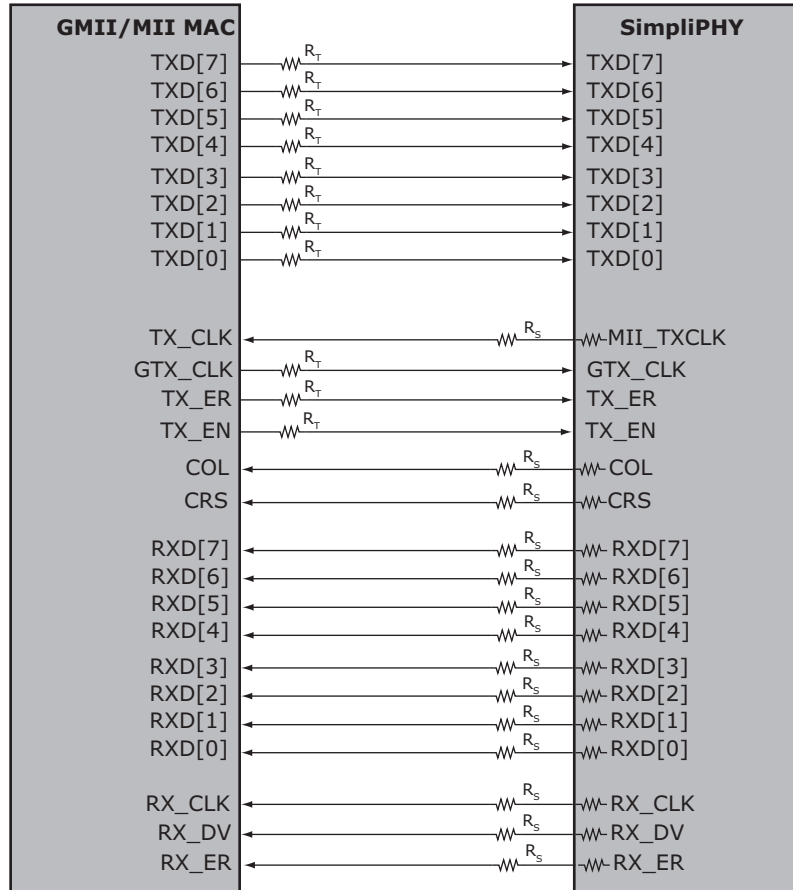 GMII/MII MAC SimpliPHY
TXD[7] R_T TXD[7]
TXD[6] R_T TXD[6]
TXD[5] R_T TXD[5]
TXD[4] R_T TXD[4]
TXD[3] R_T TXD[3]
TXD[2] R_T TXD[2]
TXD[1] R_T TXD[1]
TXD[0] R_T TXD[0]
TX_CLK R_S MII_TXCLK
GTX_CLK R_T GTX_CLK
TX_ER R_T TX_ER
TX_EN R_T TX_EN
COL R_S COL
CRS R_S CRS
RXD[7] R_S RXD[7]
RXD[6] R_S RXD[6]
RXD[5] R_S RXD[5]
RXD[4] R_S RXD[4]
RXD[3] R_S RXD[3]
RXD[2] R_S RXD[2]
RXD[1] R_S RXD[1]
RXD[0] R_S RXD[0]
RX_CLK R_S RX_CLK
RX_DV R_S RX_DV
RX_ER R_S RX_ER